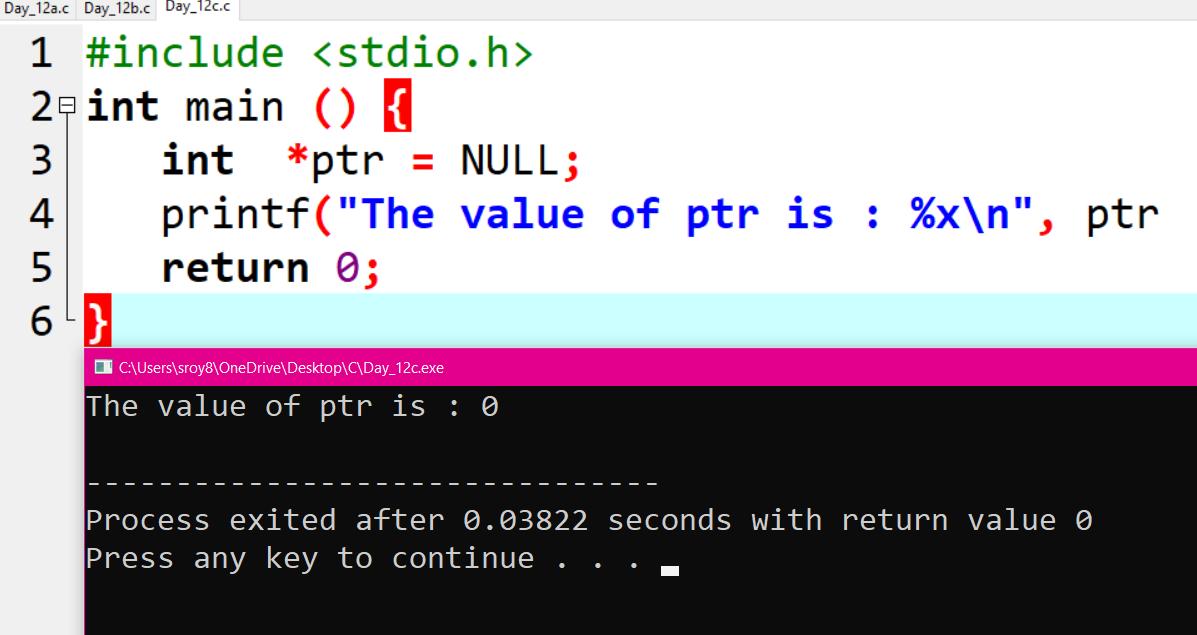 Day_12a.c Day_12b.c Day_12c.c
1 #include <stdio.h>
2 int main () {
3 int *ptr = NULL;
4 printf("The value of ptr is : %x\n", ptr
5 return 0;
6 }
C:\Users\sroy8\OneDrive\Desktop\C\Day_12c.exe
The value of ptr is : 0
--------------------------------
Process exited after 0.03822 seconds with return value 0
Press any key to continue . . .